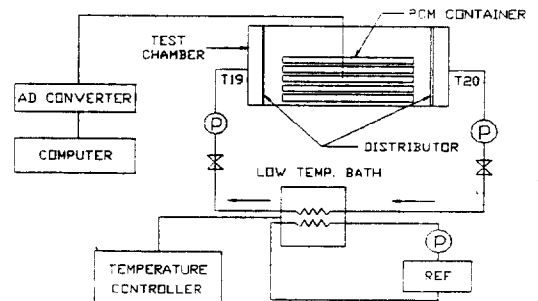 PCM CONTAINER
TEST
CHAMBER
T19
T20
AD CONVERTER
P
P
COMPUTER
DISTRIBUTOR
LOW TEMP. BATH
P
TEMPERATURE
CONTROLLER
REF